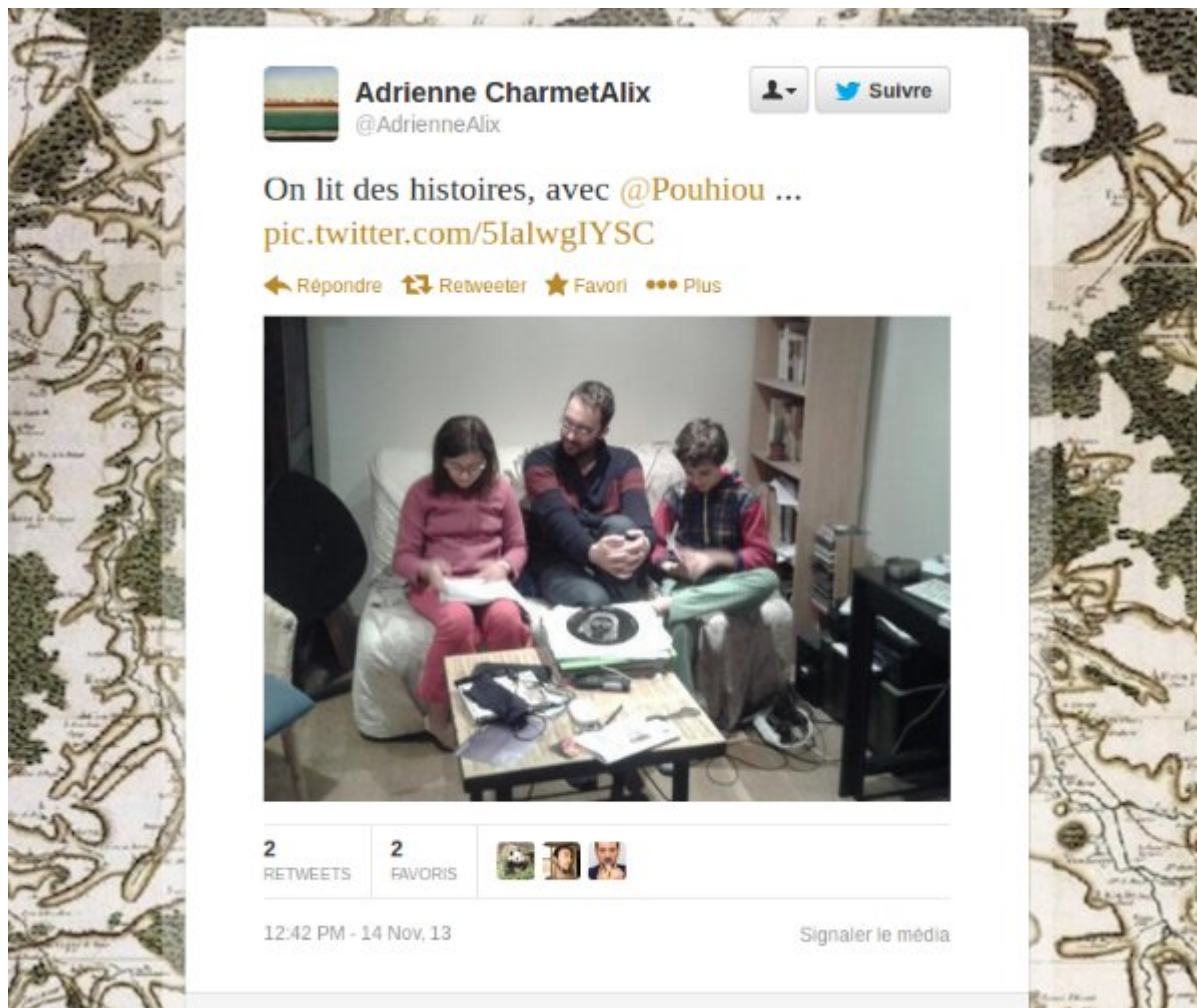 Adrienne CharmetAlix
@AdrienneAlix
Suivre
On lit des histoires, avec @Pouhiou ...
pic.twitter.com/5IalwgIYSC
Répondre Retweeter Favori Plus
2 RETWEETS
2 FAVORIS
12:42 PM - 14 Nov, 13
Signaler le média